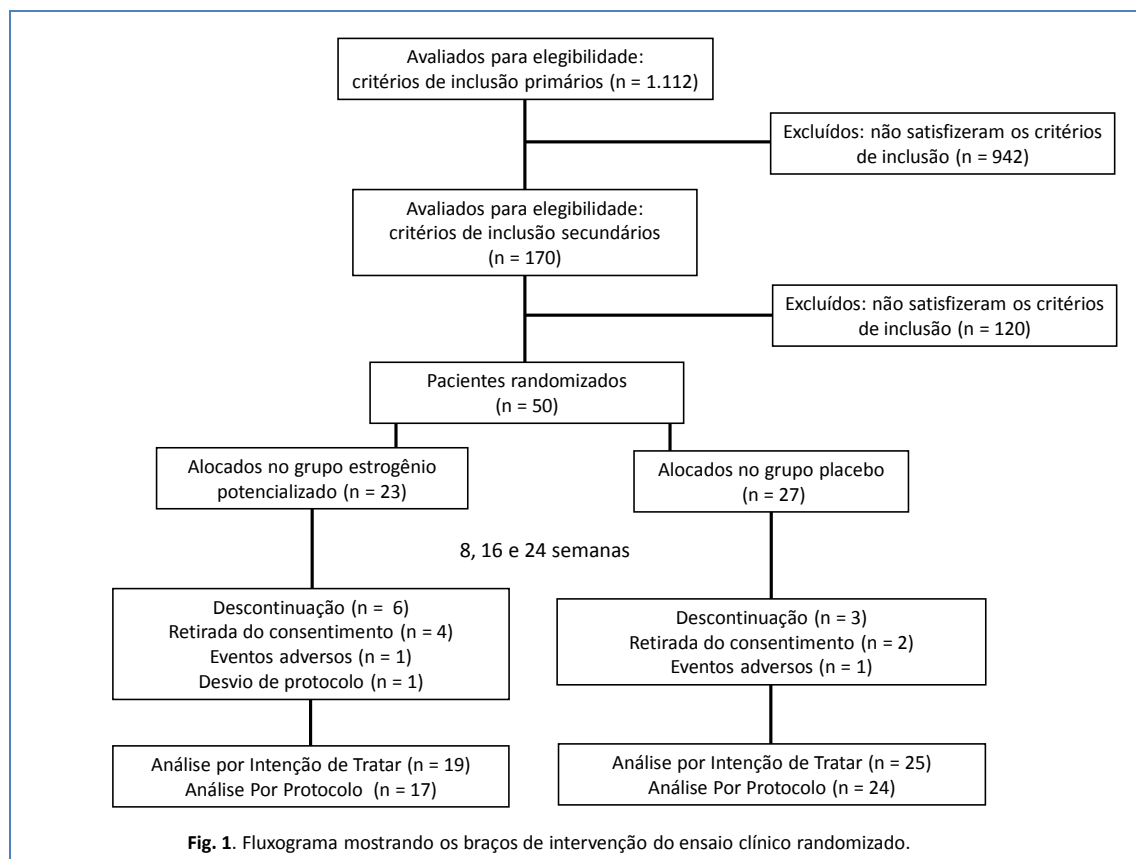 Avaliados para elegibilidade:
critérios de inclusão primários (n = 1.112)
Excluídos: não satisfizeram os critérios
de inclusão (n = 942)
Avaliados para elegibilidade:
critérios de inclusão secundários
(n = 170)
Excluídos: não satisfizeram os critérios
de inclusão (n = 120)
Pacientes randomizados
(n = 50)
Alocados no grupo estrogênio
potencializado (n = 23)
Alocados no grupo placebo
(n = 27)
8, 16 e 24 semanas
Descontinuação (n = 6)
Retirada do consentimento (n = 4)
Eventos adversos (n = 1)
Desvio de protocolo (n = 1)
Descontinuação (n = 3)
Retirada do consentimento (n = 2)
Eventos adversos (n = 1)
Análise por Intenção de Tratar (n = 19)
Análise Por Protocolo (n = 17)
Análise por Intenção de Tratar (n = 25)
Análise Por Protocolo (n = 24)
Fig. 1. Fluxograma mostrando os braços de intervenção do ensaio clínico randomizado.